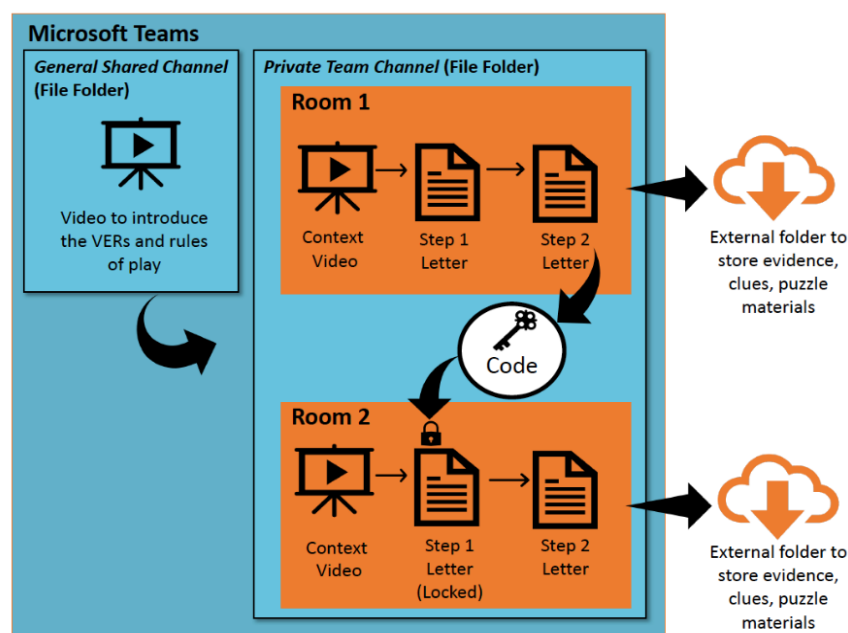 Microsoft Teams
General Shared Channel
(File Folder)
Video to introduce
the VERs and rules
of play
Private Team Channel (File Folder)
Room 1
Context
Video
Step 1
Letter
Step 2
Letter
External folder to
store evidence,
clues, puzzle
materials
Code
Room 2
Context
Video
Step 1
Letter
(Locked)
Step 2
Letter
External folder to
store evidence,
clues, puzzle
materials